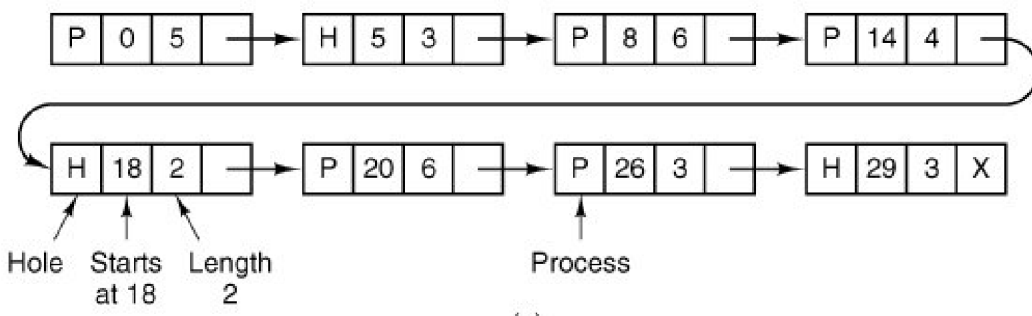 P 0 5 H 5 3 P 8 6 P 14 4
H 18 2 P 20 6 P 26 3 H 29 3 X
Hole Starts Length Process
at 18 2